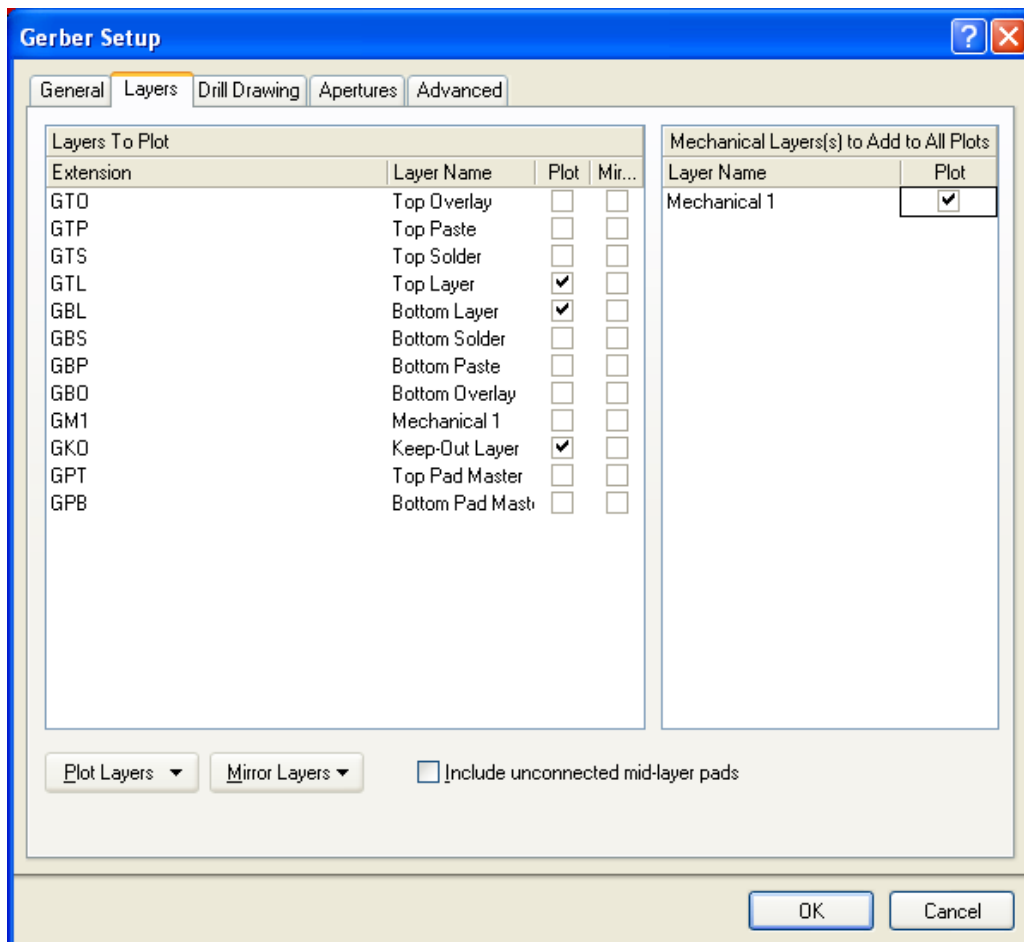 Gerber Setup
General Layers Drill Drawing Apertures Advanced
Layers To Plot
Extension Layer Name Plot Mir...
GTO Top Overlay
GTP Top Paste
GTS Top Solder
GTL Top Layer
GBL Bottom Layer
GBS Bottom Solder
GBP Bottom Paste
GBO Bottom Overlay
GM1 Mechanical 1
GKO Keep-Out Layer
GPT Top Pad Master
GPB Bottom Pad Mast
Mechanical Layers(s) to Add to All Plots
Layer Name Plot
Mechanical 1
Plot Layers Mirror Layers Include unconnected mid-layer pads
OK Cancel